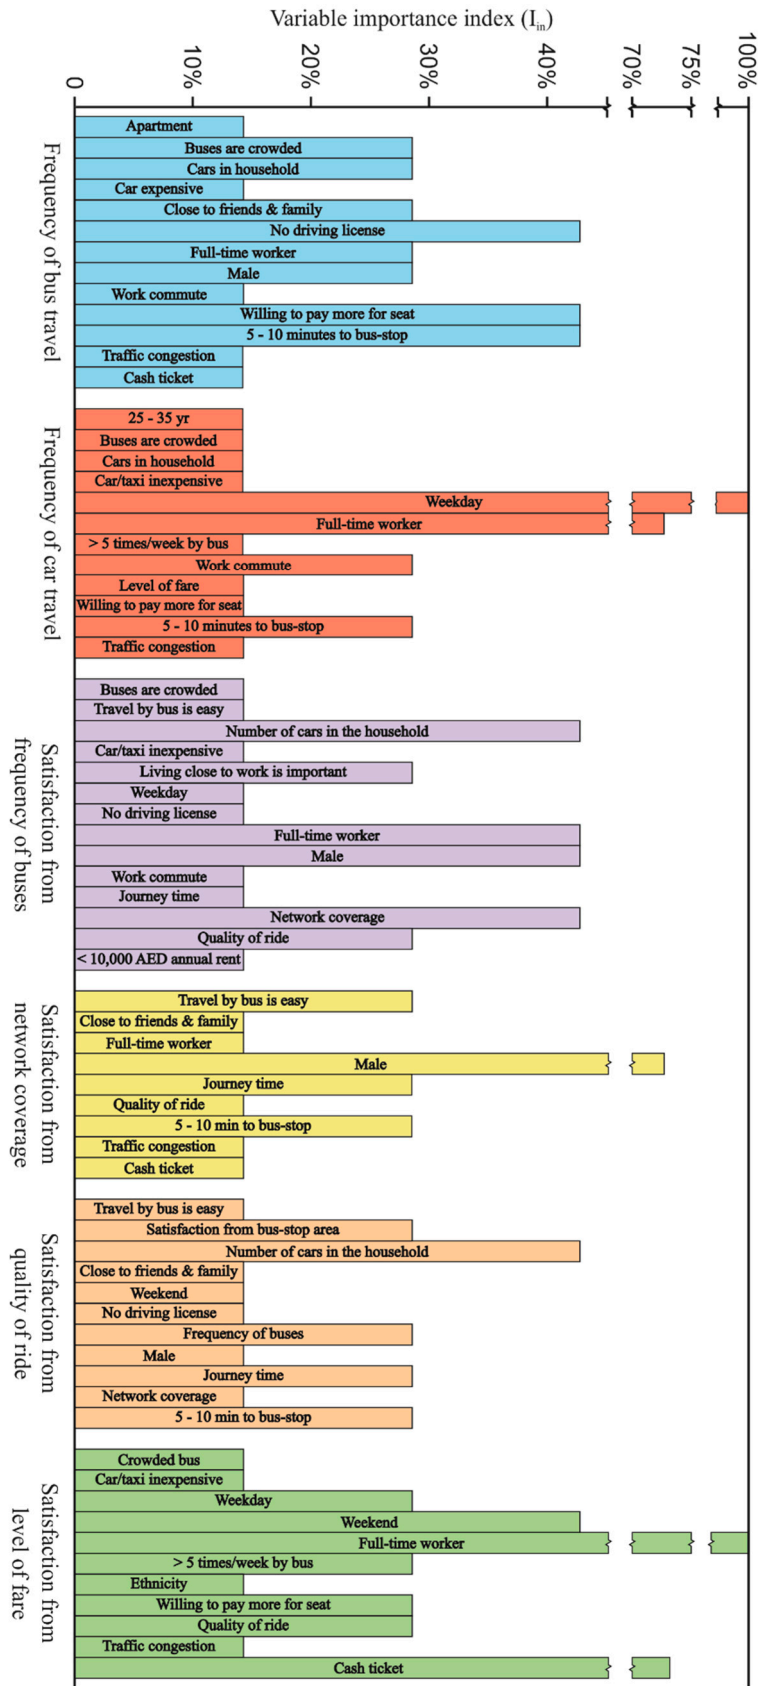 Variable importance index (Iin)
0
10%
20%
30%
40%
70%
75%
100%
Frequency of bus travel
Apartment
Buses are crowded
Cars in household
Car expensive
Close to friends & family
No driving license
Full-time worker
Male
Work commute
Willing to pay more for seat
5 - 10 minutes to bus-stop
Traffic congestion
Cash ticket
Frequency of car travel
25 - 35 yr
Buses are crowded
Cars in household
Car/taxi inexpensive
Weekday
Full-time worker
> 5 times/week by bus
Work commute
Level of fare
Willing to pay more for seat
5 - 10 minutes to bus-stop
Traffic congestion
Satisfaction from
frequency of buses
Buses are crowded
Travel by bus is easy
Number of cars in the household
Car/taxi inexpensive
Living close to work is important
Weekday
No driving license
Full-time worker
Male
Work commute
Journey time
Network coverage
Quality of ride
< 10,000 AED annual rent
Satisfaction from
network coverage
Travel by bus is easy
Close to friends & family
Full-time worker
Male
Journey time
Quality of ride
5 - 10 min to bus-stop
Traffic congestion
Cash ticket
Satisfaction from
quality of ride
Travel by bus is easy
Satisfaction from bus-stop area
Number of cars in the household
Close to friends & family
Weekend
No driving license
Frequency of buses
Male
Journey time
Network coverage
5 - 10 min to bus-stop
Satisfaction from
level of fare
Crowded bus
Car/taxi inexpensive
Weekday
Weekend
Full-time worker
> 5 times/week by bus
Ethnicity
Willing to pay more for seat
Quality of ride
Traffic congestion
Cash ticket